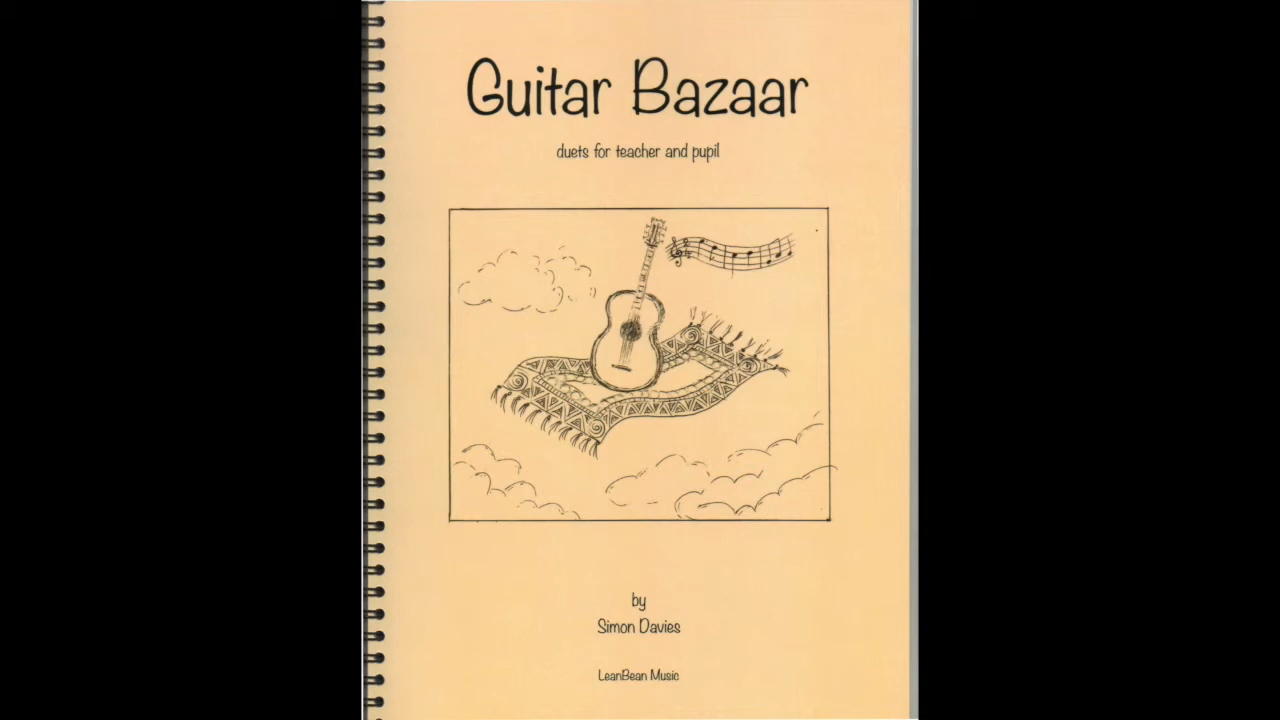 Guitar Bazaar
duets for teacher and pupil
by
Simon Davies
LeanBean Music